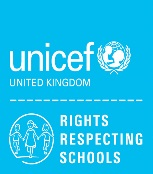 unicef
UNITED KINGDOM
RIGHTS
RESPECTING
SCHOOLS